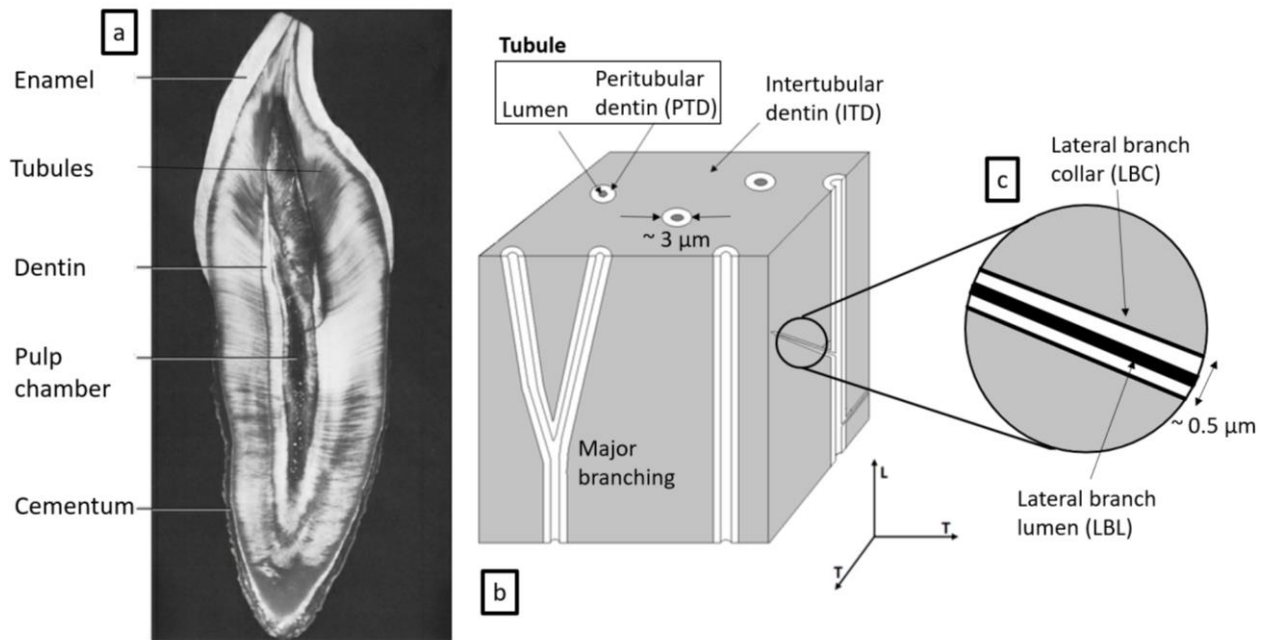 a
Enamel
Tubules
Dentin
Pulp
chamber
Cementum
Tubule
Lumen
Peritubular
dentin (PTD)
Intertubular
dentin (ITD)
~ 3 µm
Major
branching
b
L
T
T
c
Lateral branch
collar (LBC)
~ 0.5 µm
Lateral branch
lumen (LBL)